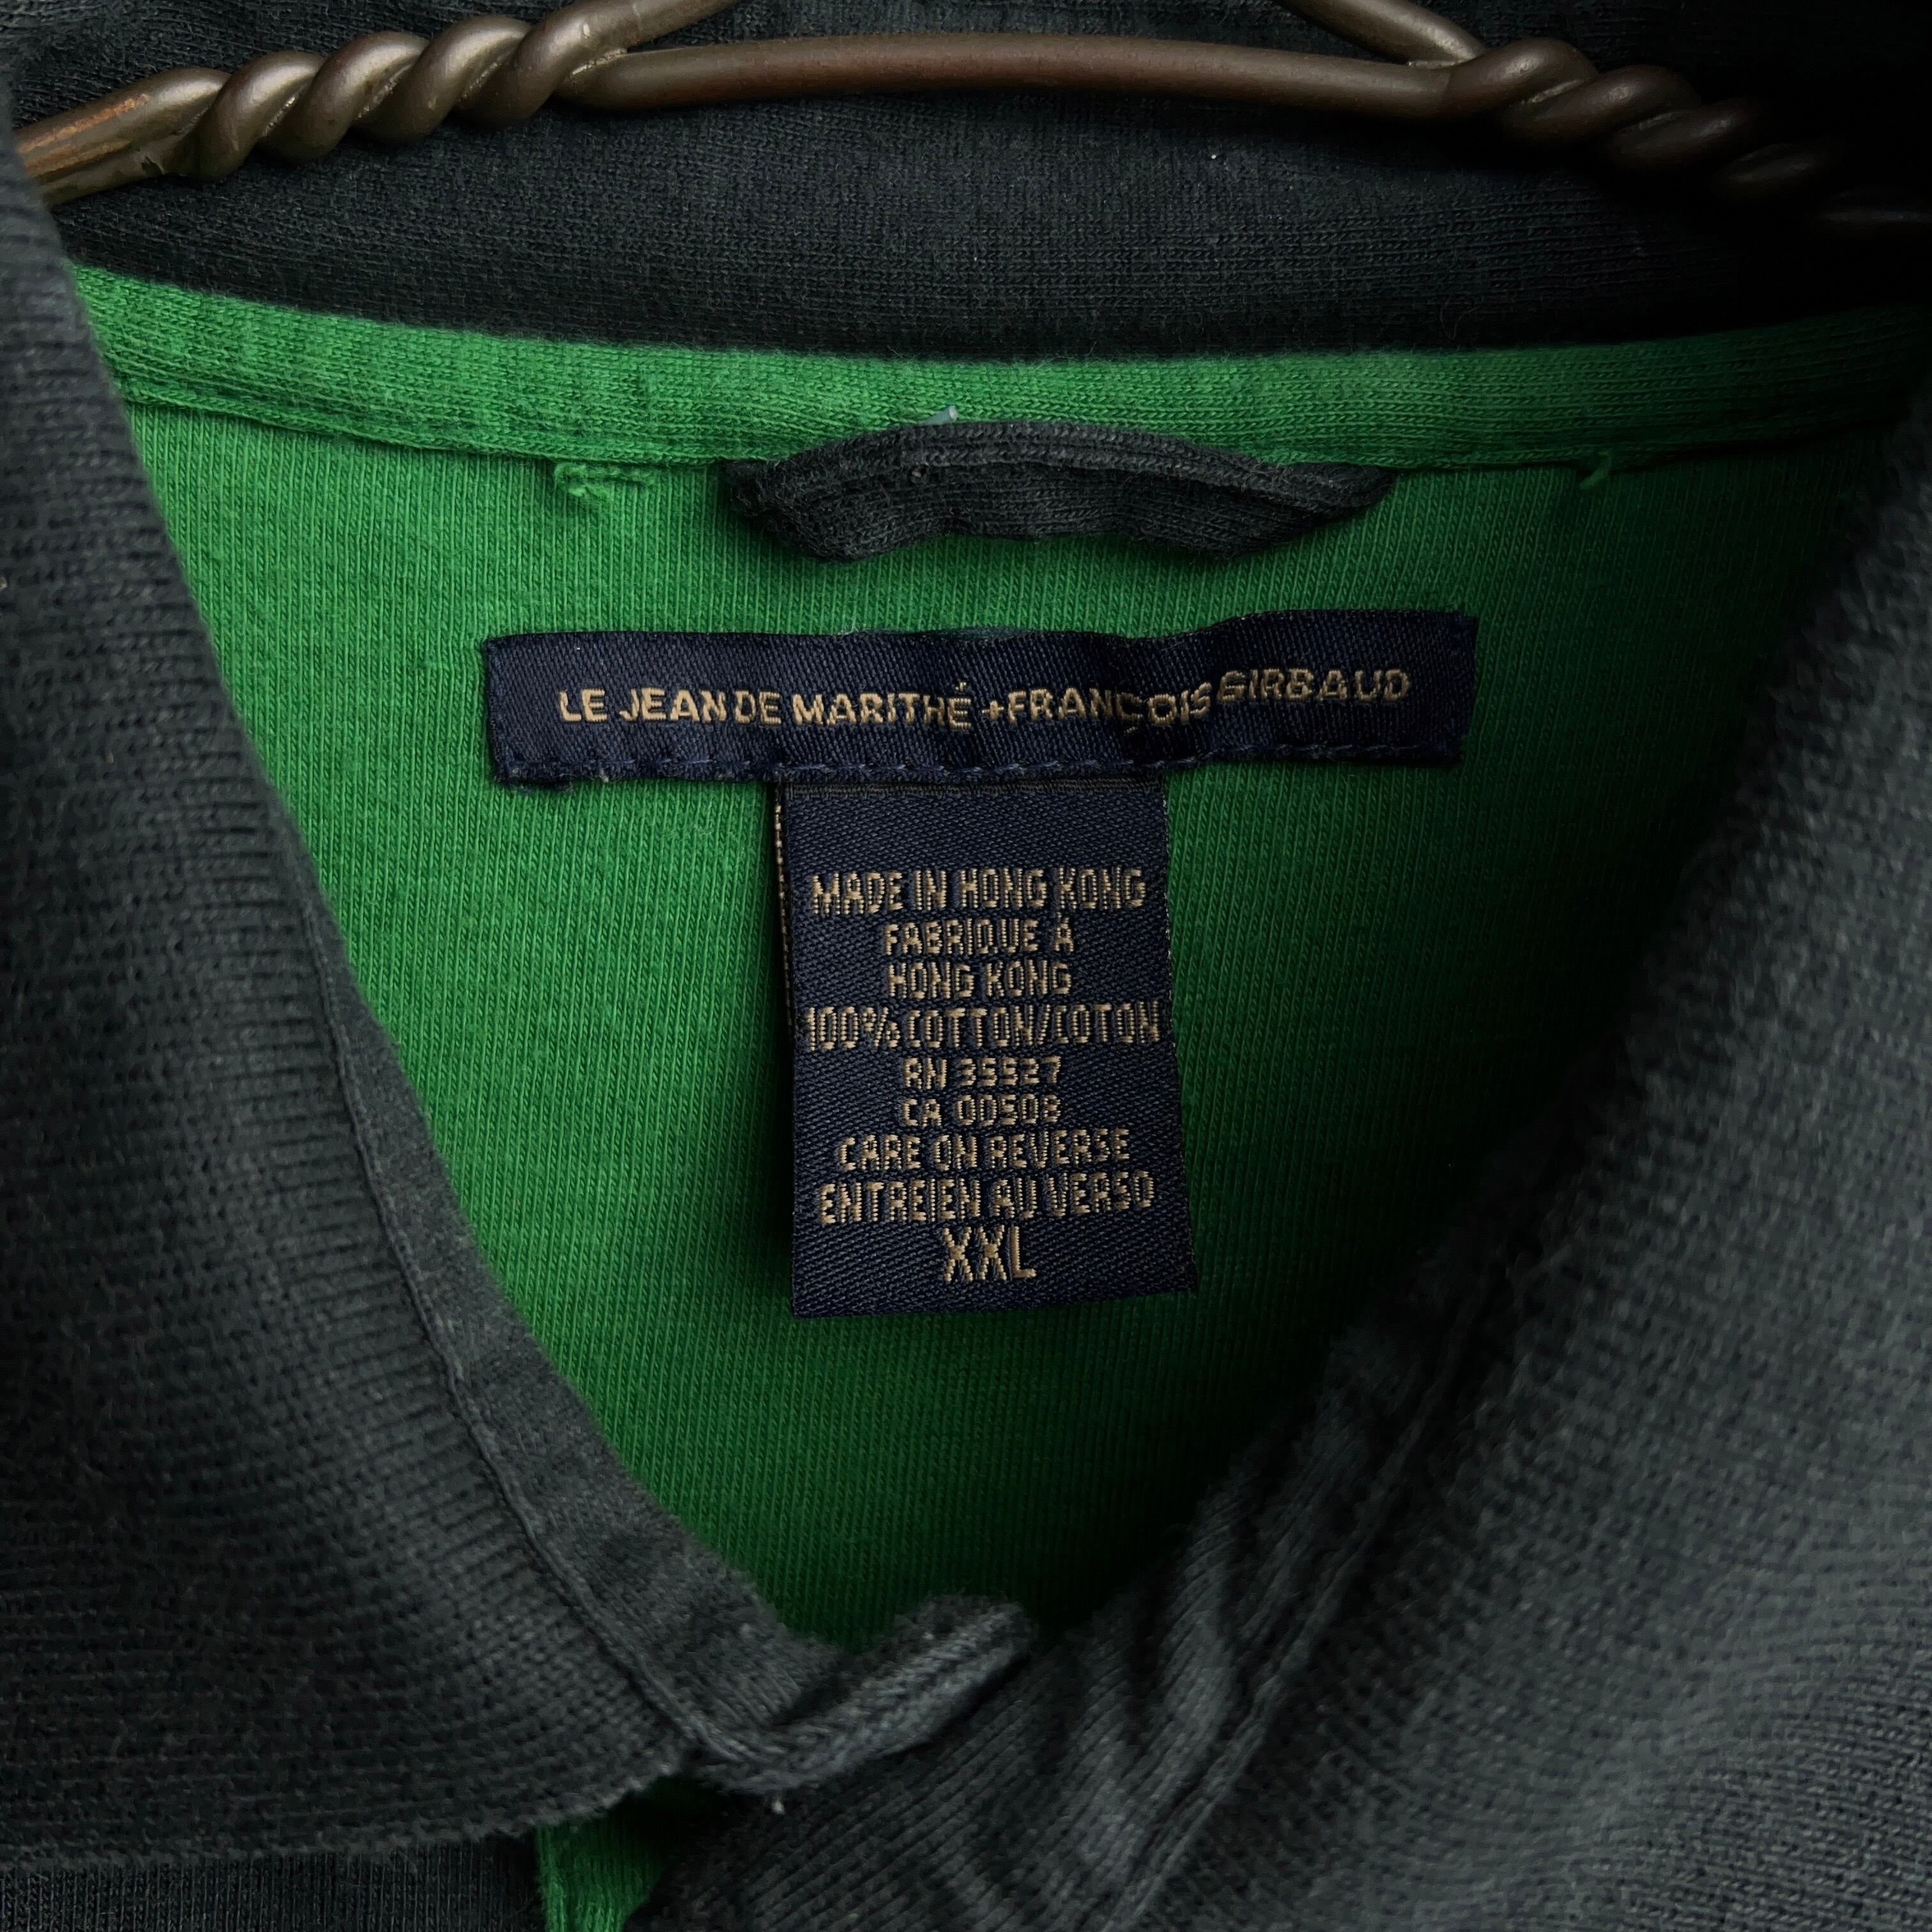 LE JEAN DE MARITHÉ +FRANÇOIS GIRBAUD
MADE IN HONG KONG
FABRIQUE À
HONG KONG
100% COTTON/COTON
RN 35527
CA 00508
CARE ON REVERSE
ENTREIEN AU VERSO
XXL